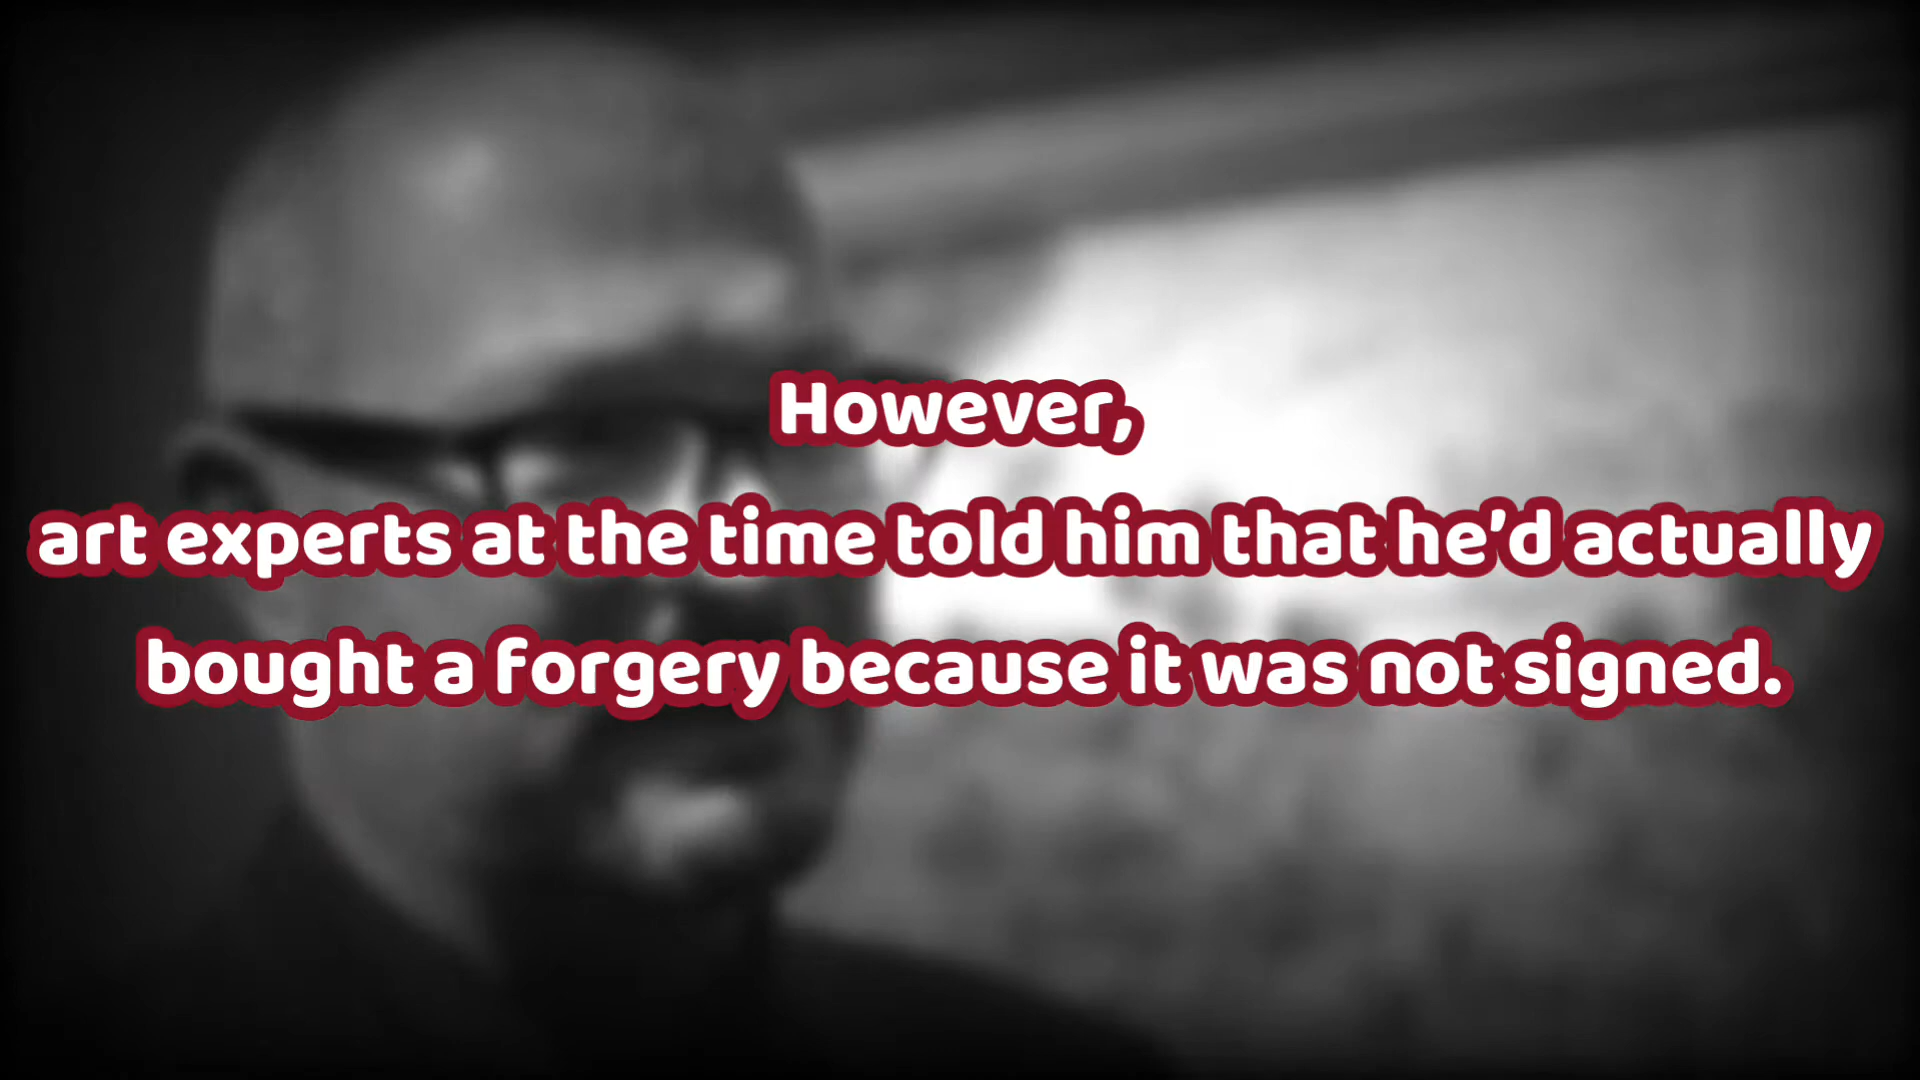 However,
art experts at the time told him that he’d actually
bought a forgery because it was not signed.